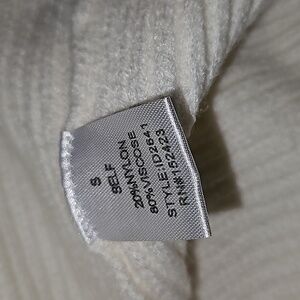 S
SELF
20%NYLON
80%VISCOSE
STYLE:ID2641
RN#152423